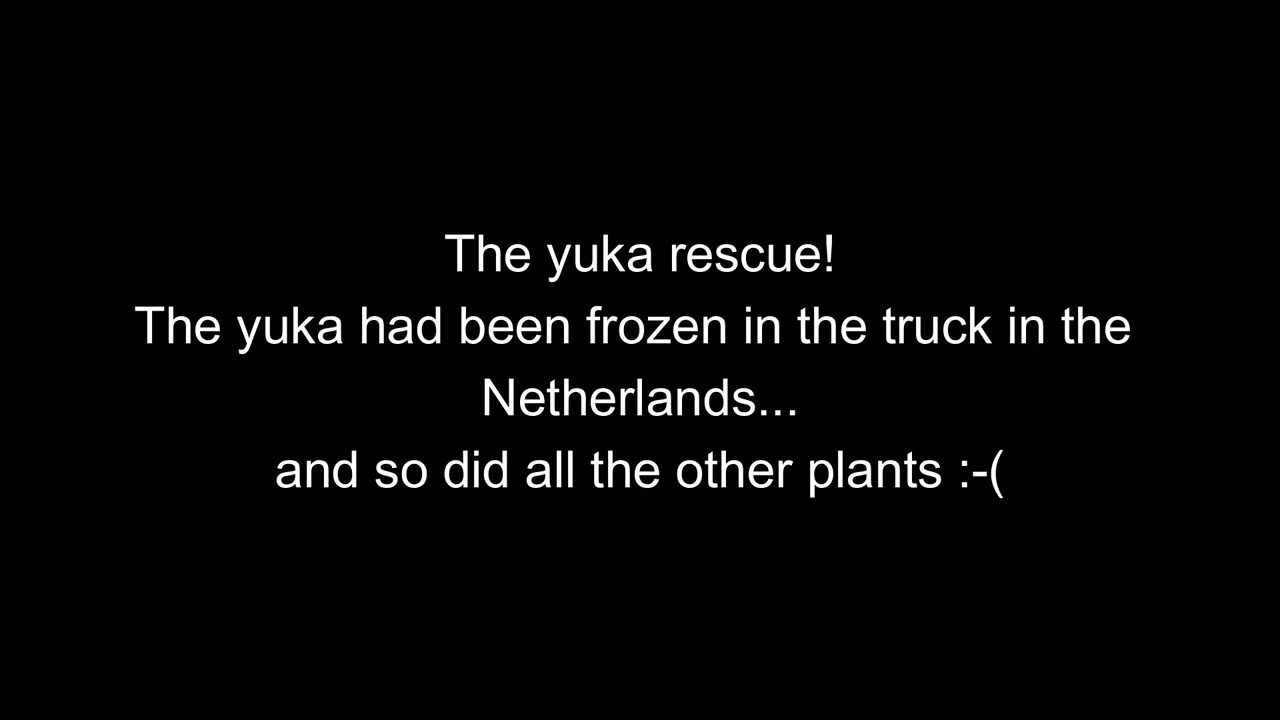 The yuka rescue!
The yuka had been frozen in the truck in the
Netherlands...
and so did all the other plants :-(